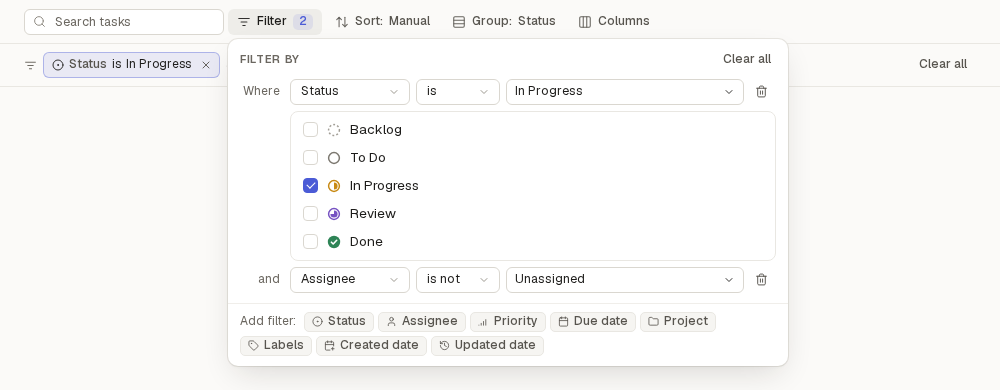 Search tasks Filter 2 Sort: Manual Group: Status Columns
Status is In Progress Clear all
FILTER BY Clear all
Where Status is In Progress
Backlog
To Do
In Progress
Review
Done
and Assignee is not Unassigned
Add filter: Status Assignee Priority Due date Project
Labels Created date Updated date